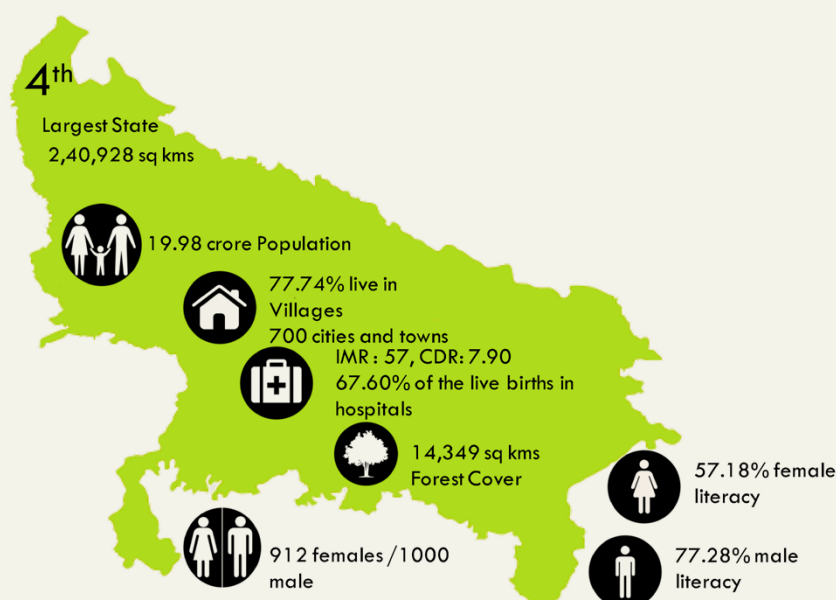 4th
Largest State
2,40,928 sq kms
19.98 crore Population
77.74% live in
Villages
700 cities and towns
IMR : 57, CDR: 7.90
67.60% of the live births in
hospitals
14,349 sq kms
Forest Cover
57.18% female
literacy
912 females /1000
male
77.28% male
literacy